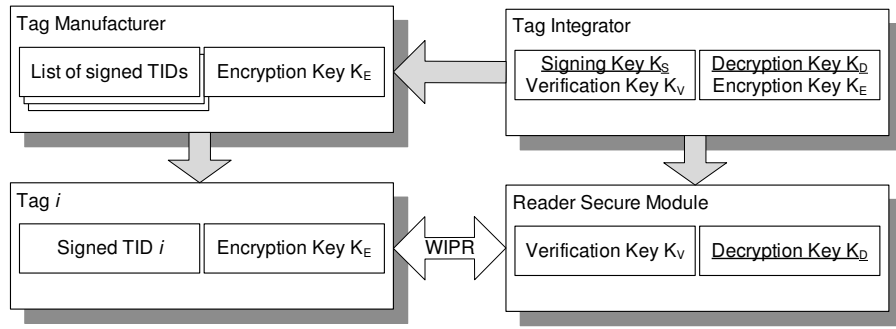 Tag Manufacturer
List of signed TIDs
Encryption Key KE
Tag Integrator
Signing Key KS
Verification Key KV
Decryption Key KD
Encryption Key KE
Tag i
Signed TID i
Encryption Key KE
WIPR
Reader Secure Module
Verification Key KV
Decryption Key KD